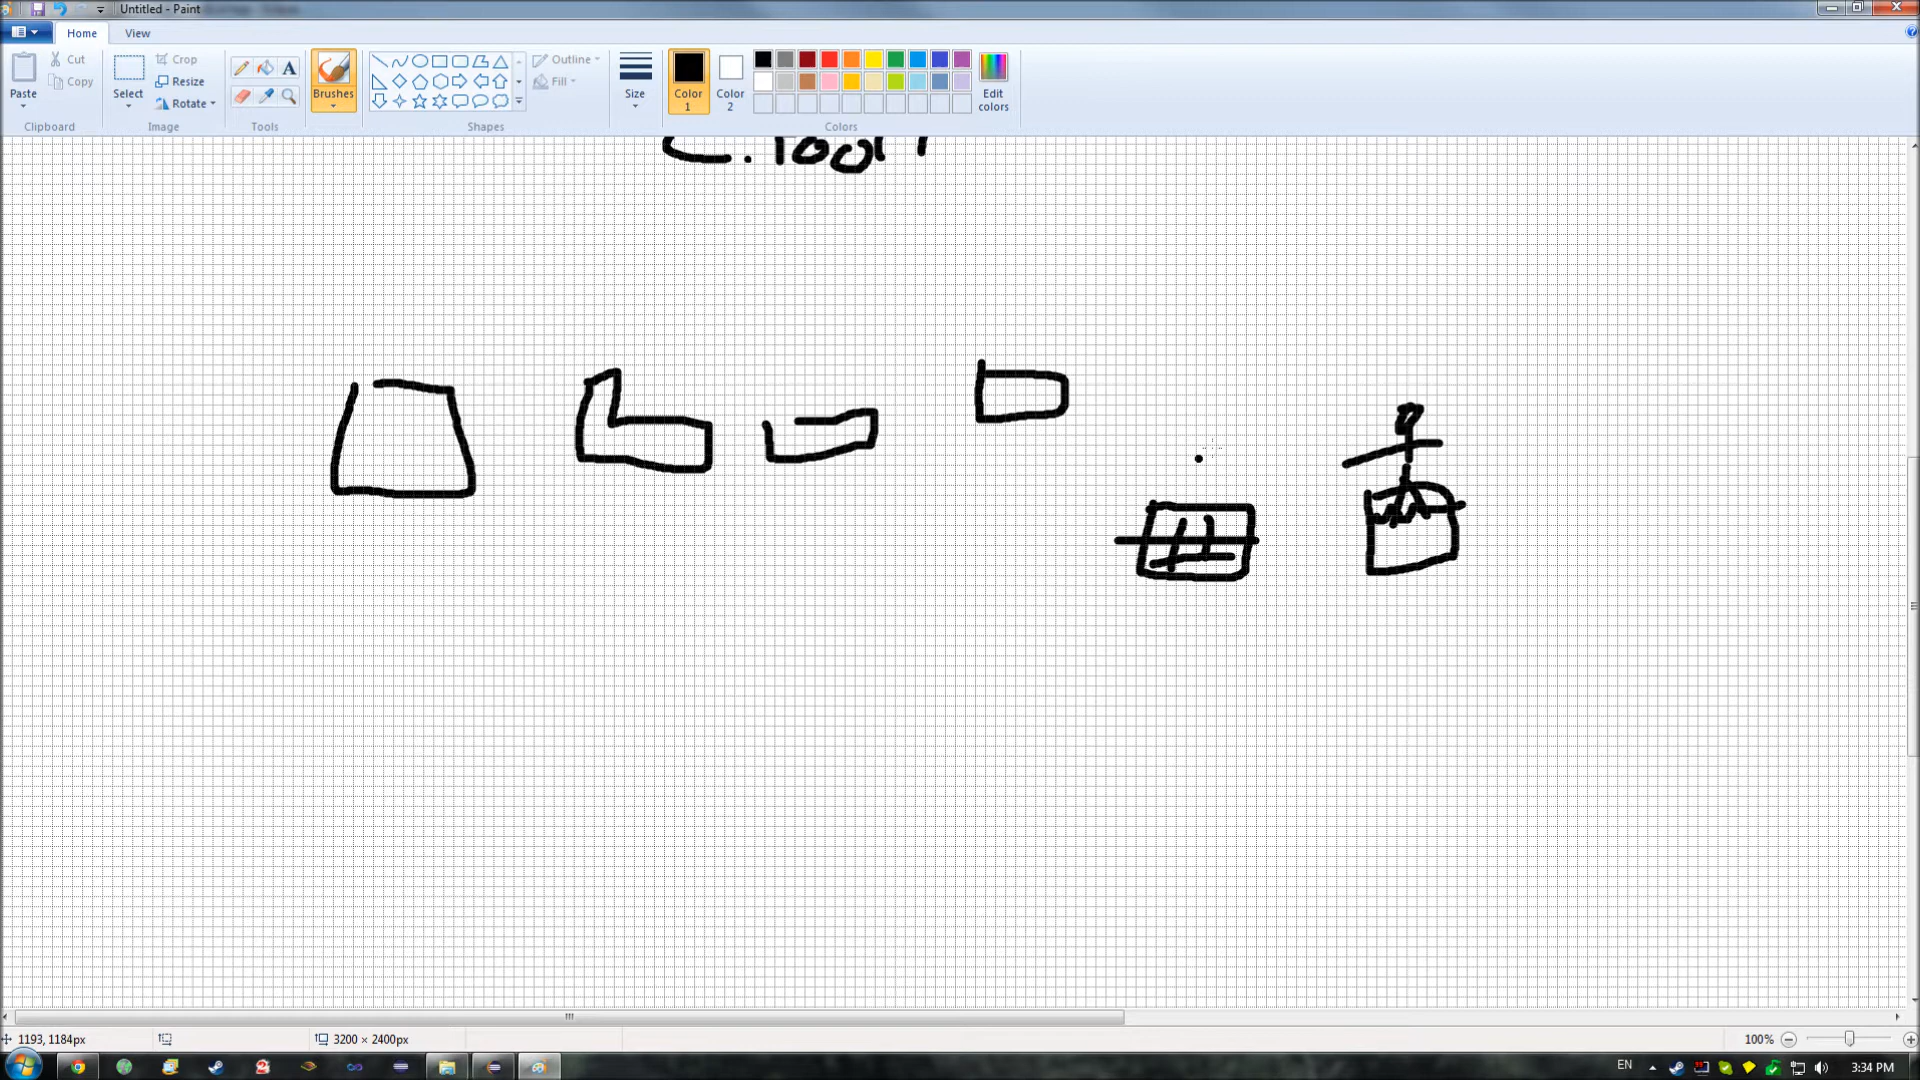 Untitled - Paint
Home
View
Paste
Cut
Copy
Clipboard
Select
Crop
Resize
Rotate
Image
Tools
Brushes
Shapes
Outline
Fill
Size
Color
1
Color
2
Edit
colors
Colors
1193, 1184px
3200 × 2400px
100%
EN
3:34 PM